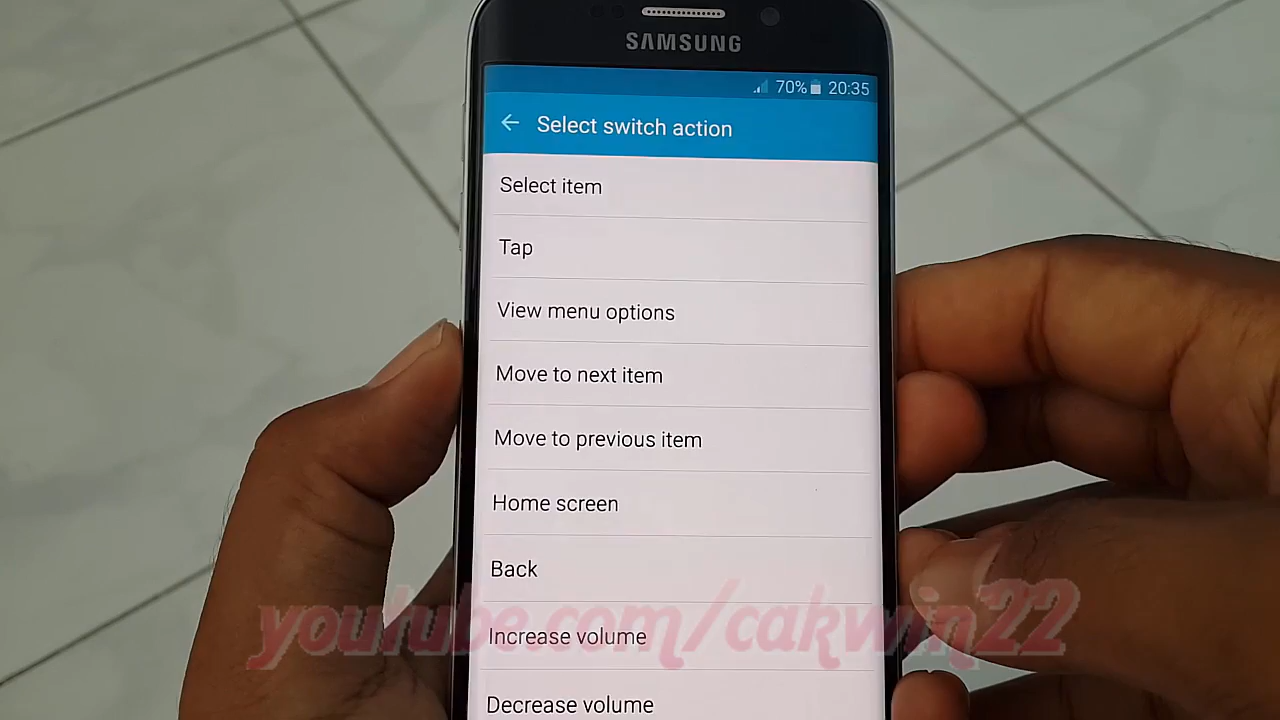 SAMSUNG
70% 20:35
Select switch action
Select item
Tap
View menu options
Move to next item
Move to previous item
Home screen
Back
youtube.com/cakwin22
Increase volume
Decrease volume